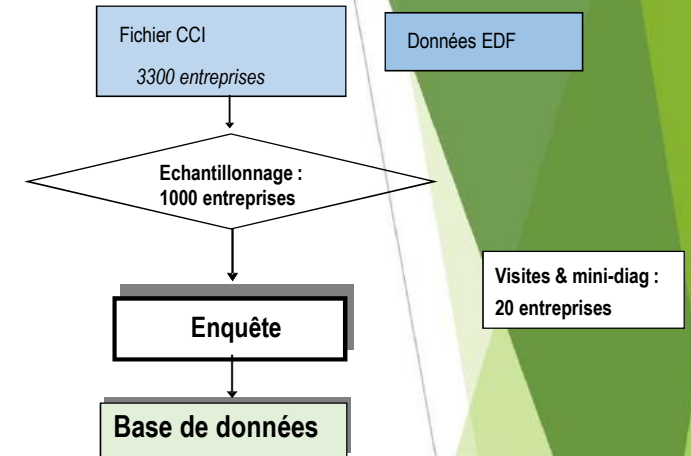 Fichier CCI
3300 entreprises
Données EDF
Echantillonnage :
1000 entreprises
Visites & mini-diag :
20 entreprises
Enquête
Base de données